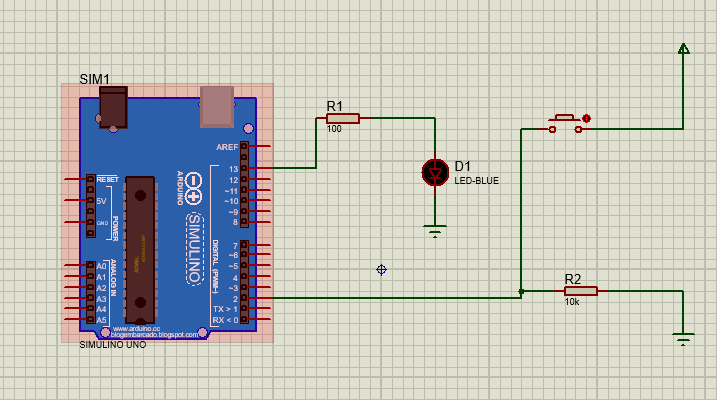 SIM1
R1
100
D1
LED-BLUE
R2
10k
AREF
13
12
~11
~10
~9
8
7
~6
~5
4
~3
2
TX > 1
RX < 0
RESET
5V
GND
POWER
A0
A1
A2
A3
A4
A5
ANALOG IN
ARDUINO
SIMULINO
DIGITAL (PWM~)
www.arduino.cc
blogembarcado.blogspot.com
SIMULINO UNO